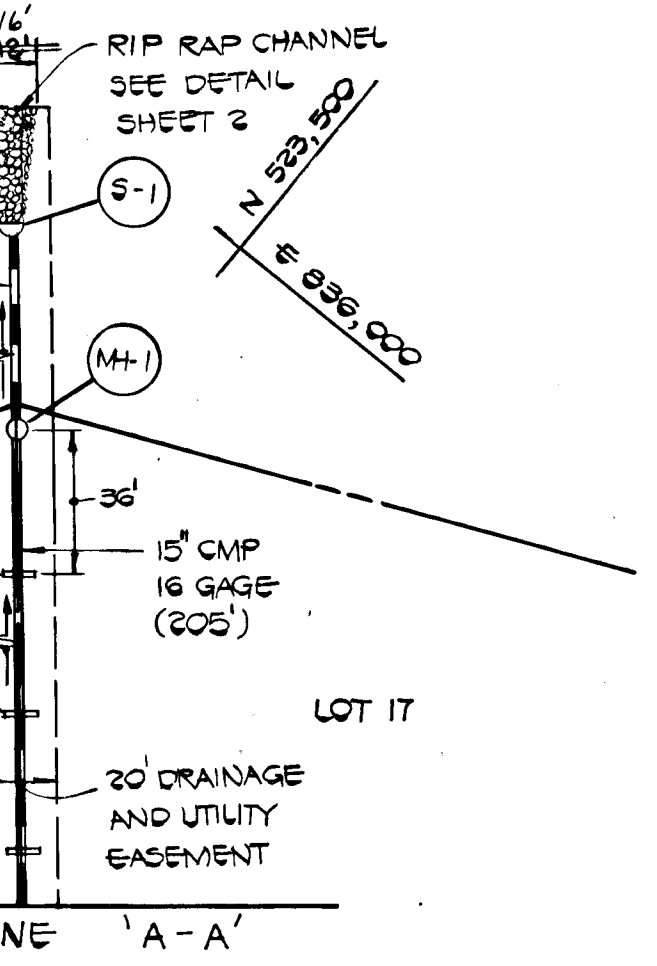 16'
12'
RIP RAP CHANNEL
SEE DETAIL
SHEET 2
S-1
N 523,500
E 836,000
MH-1
36'
15" CMP
16 GAGE
(205')
LOT 17
20' DRAINAGE
AND UTILITY
EASEMENT
NE 'A-A'